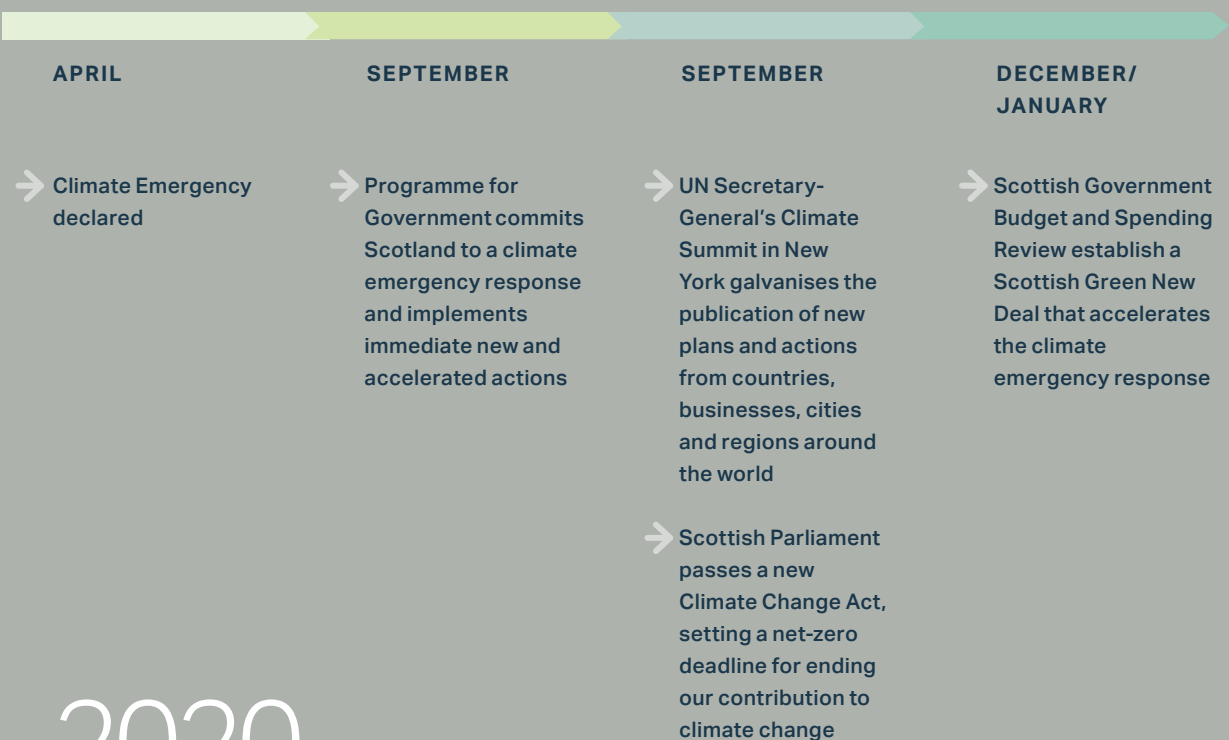 APRIL
Climate Emergency
declared
SEPTEMBER
Programme for
Government commits
Scotland to a climate
emergency response
and implements
immediate new and
accelerated actions
SEPTEMBER
UN Secretary-
General's Climate
Summit in New
York galvanises the
publication of new
plans and actions
from countries,
businesses, cities
and regions around
the world
Scottish Parliament
passes a new
Climate Change Act,
setting a net-zero
deadline for ending
our contribution to
climate change
DECEMBER/
JANUARY
Scottish Government
Budget and Spending
Review establish a
Scottish Green New
Deal that accelerates
the climate
emergency response
2020